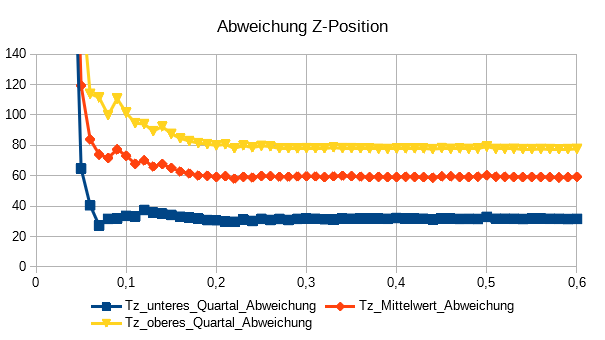 Abweichung Z-Position
140
120
100
80
60
40
20
0
0 0,1 0,2 0,3 0,4 0,5 0,6
Tz_unteres_Quartal_Abweichung Tz_Mittelwert_Abweichung
Tz_oberes_Quartal_Abweichung